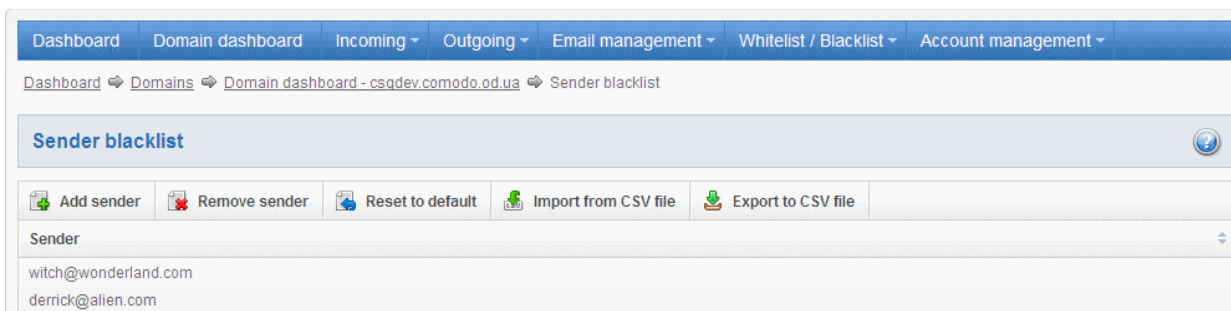 Dashboard Domain dashboard Incoming Outgoing Email management Whitelist / Blacklist Account management
Dashboard Domains Domain dashboard - csqdev.comodo.od.ua Sender blacklist
Sender blacklist
Add sender Remove sender Reset to default Import from CSV file Export to CSV file
Sender
witch@wonderland.com
derrick@alien.com